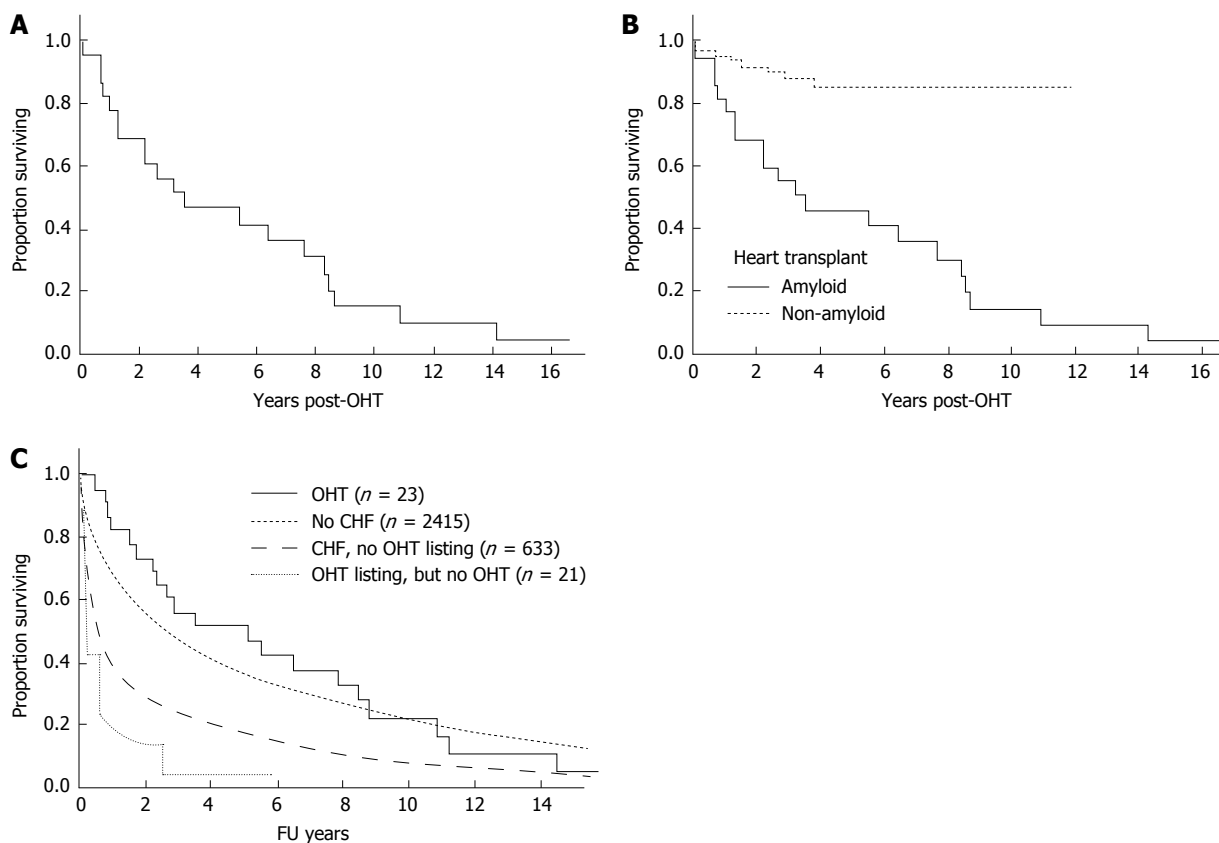 A
1.0
0.8
0.6
0.4
0.2
0.0
Proportion surviving
0 2 4 6 8 10 12 14 16
Years post-OHT
B
1.0
0.8
0.6
0.4
0.2
0.0
Proportion surviving
Heart transplant
Amyloid
Non-amyloid
0 2 4 6 8 10 12 14 16
Years post-OHT
C
1.0
0.8
0.6
0.4
0.2
0.0
Proportion surviving
OHT (n = 23)
No CHF (n = 2415)
CHF, no OHT listing (n = 633)
OHT listing, but no OHT (n = 21)
0 2 4 6 8 10 12 14
FU years